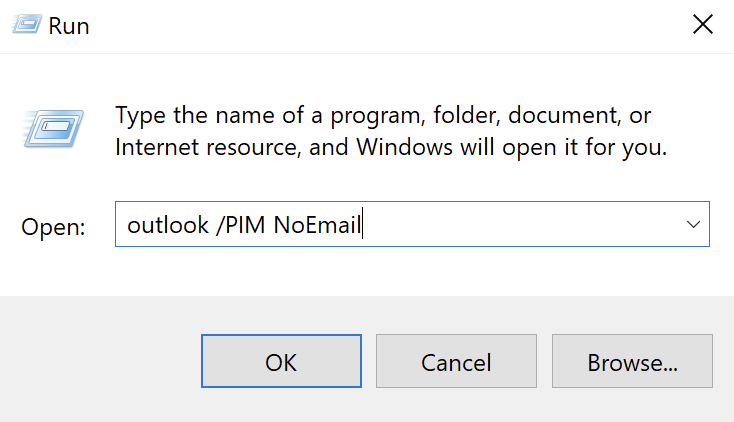 Run
Type the name of a program, folder, document, or
Internet resource, and Windows will open it for you.
Open: outlook /PIM NoEmail
OK Cancel Browse...